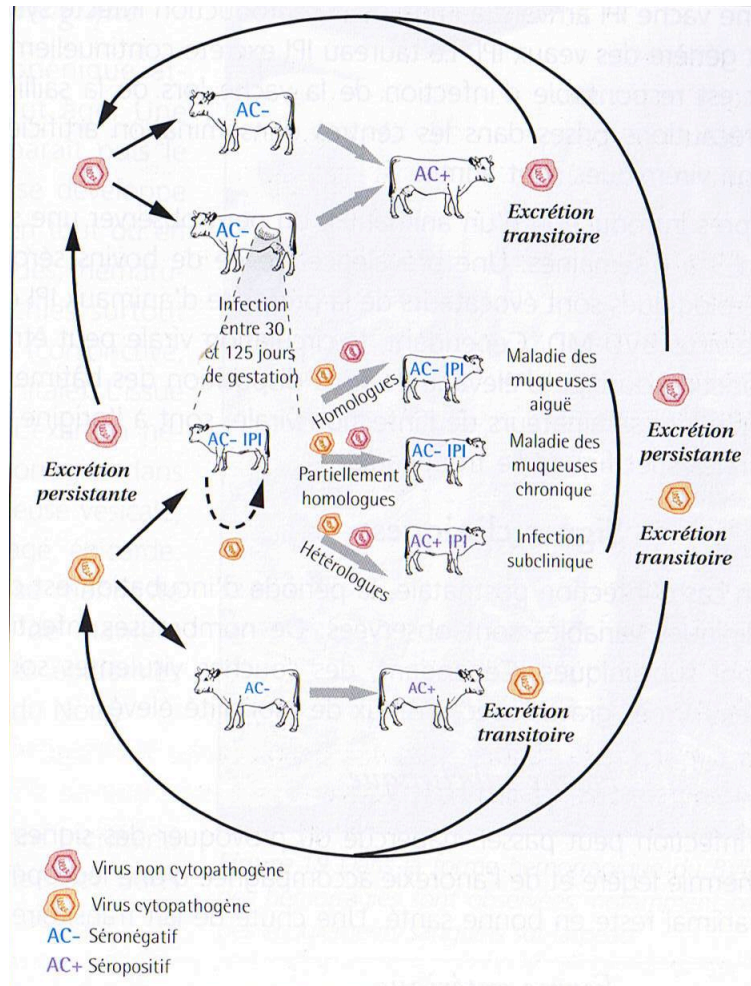 AC-
AC+
Excrétion
transitoire
AC-
Infection
entre 30
et 125 jours
de gestation
AC- IPI
Homologues
Maladie des
muqueuses
aiguë
AC- IPI
Excrétion
persistante
AC- IPI
Partiellement
homologues
Maladie des
muqueuses
chronique
Excrétion
persistante
AC+ IPI
Hétérologues
Infection
subclinique
Excrétion
transitoire
AC-
AC+
Excrétion
transitoire
Virus non cytopathogène
Virus cytopathogène
AC- Séronégatif
AC+ Séropositif